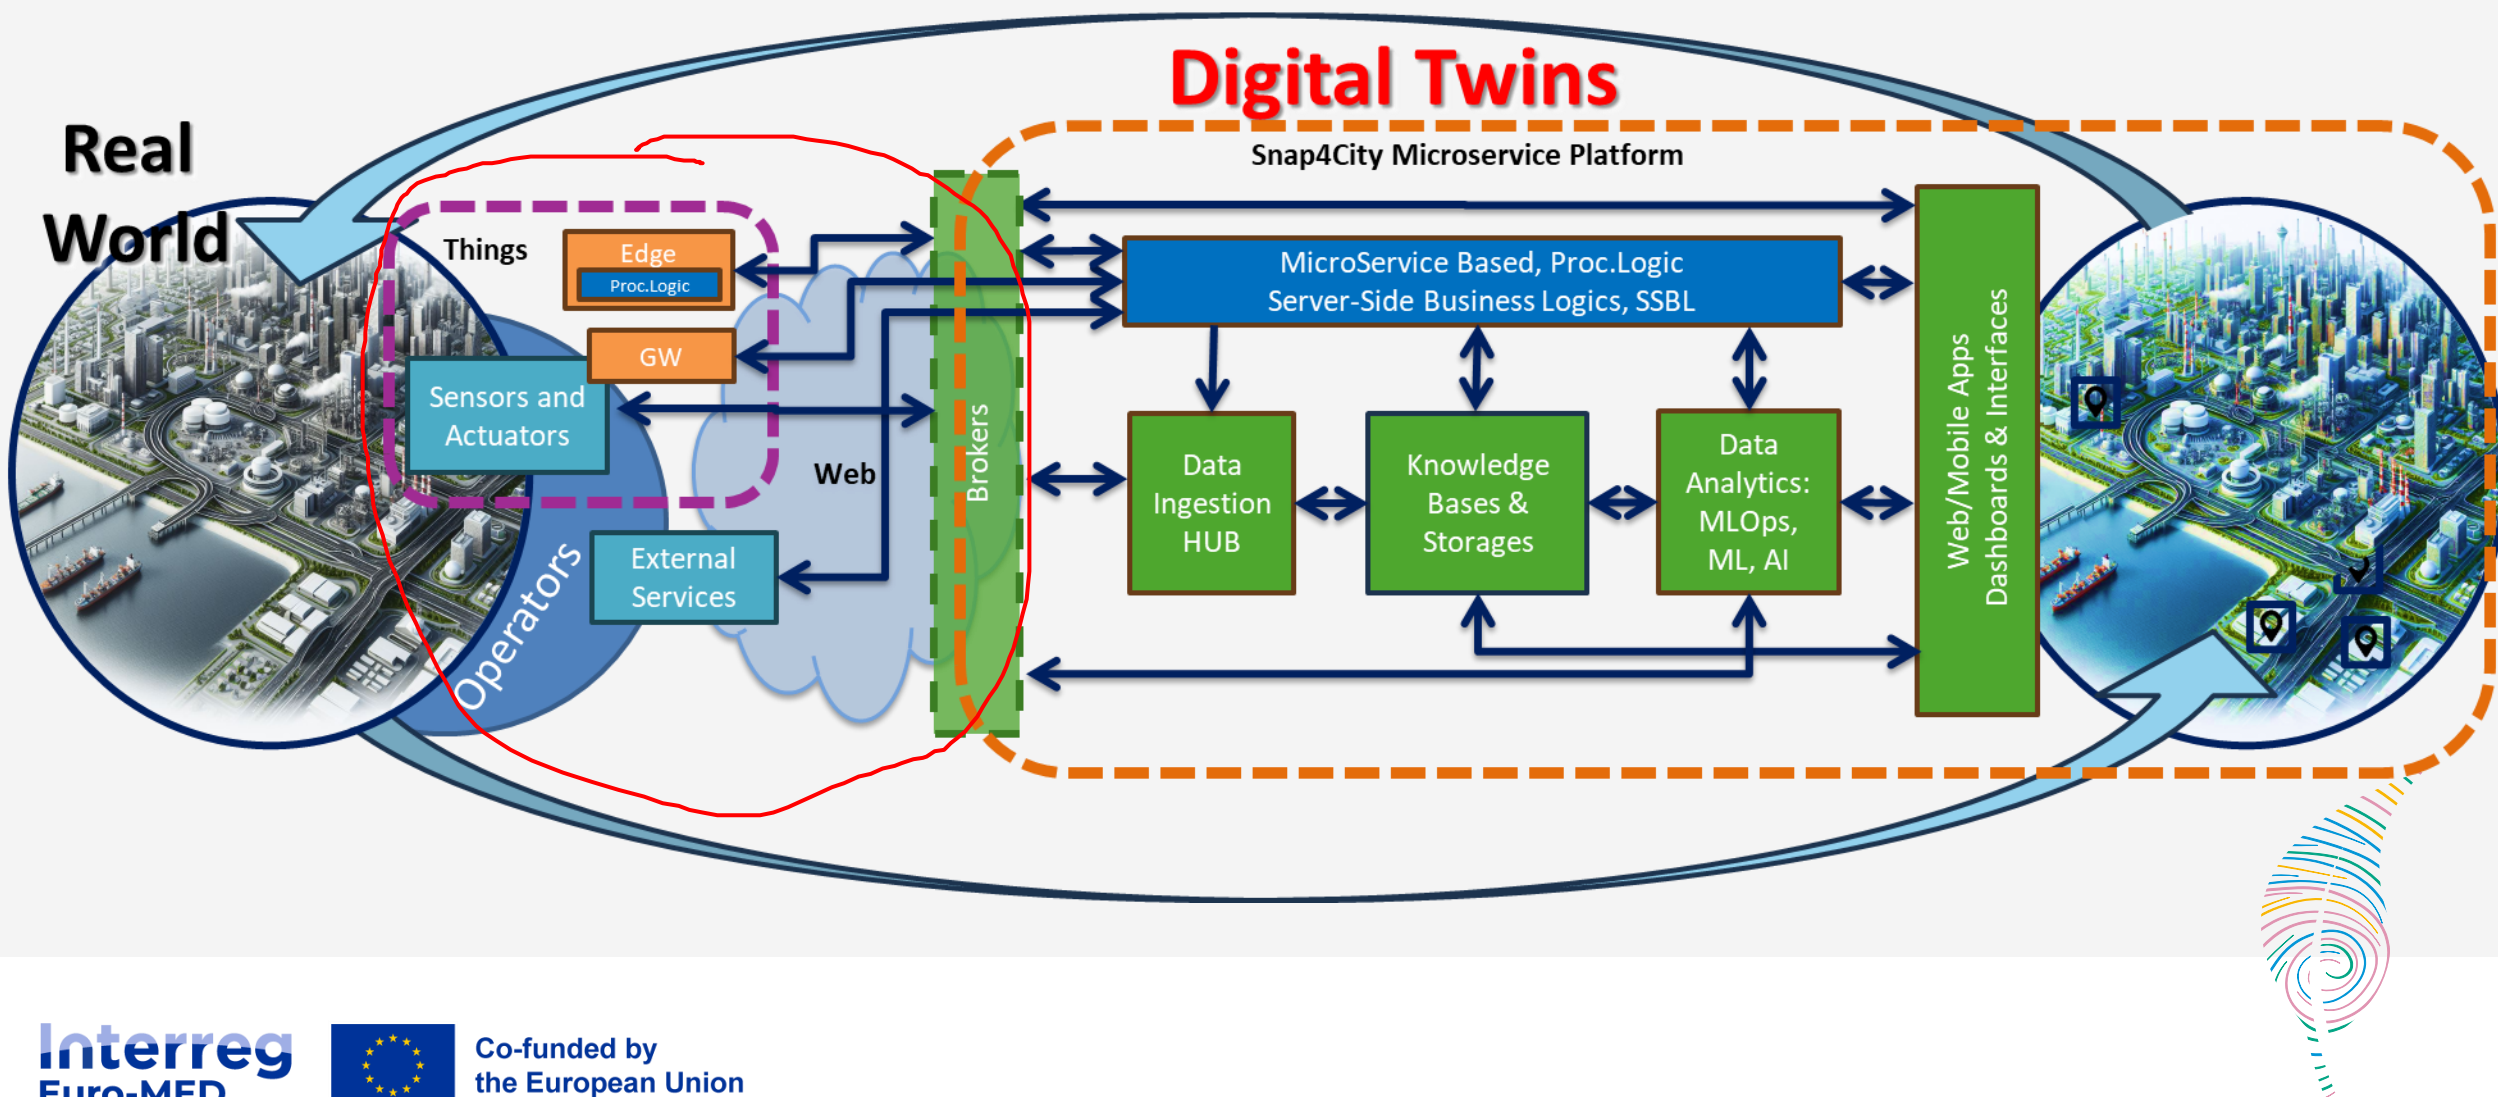 Digital Twins
Real
World
Snap4City Microservice Platform
Things
Edge
Proc.Logic
GW
Sensors and
Actuators
Web
External
Services
Operators
Brokers
MicroService Based, Proc.Logic
Server-Side Business Logics, SSBL
Data
Ingestion
HUB
Knowledge
Bases &
Storages
Data
Analytics:
MLOps,
ML, AI
Web/Mobile Apps
Dashboards & Interfaces
Interreg
Euro-MED
Co-funded by
the European Union